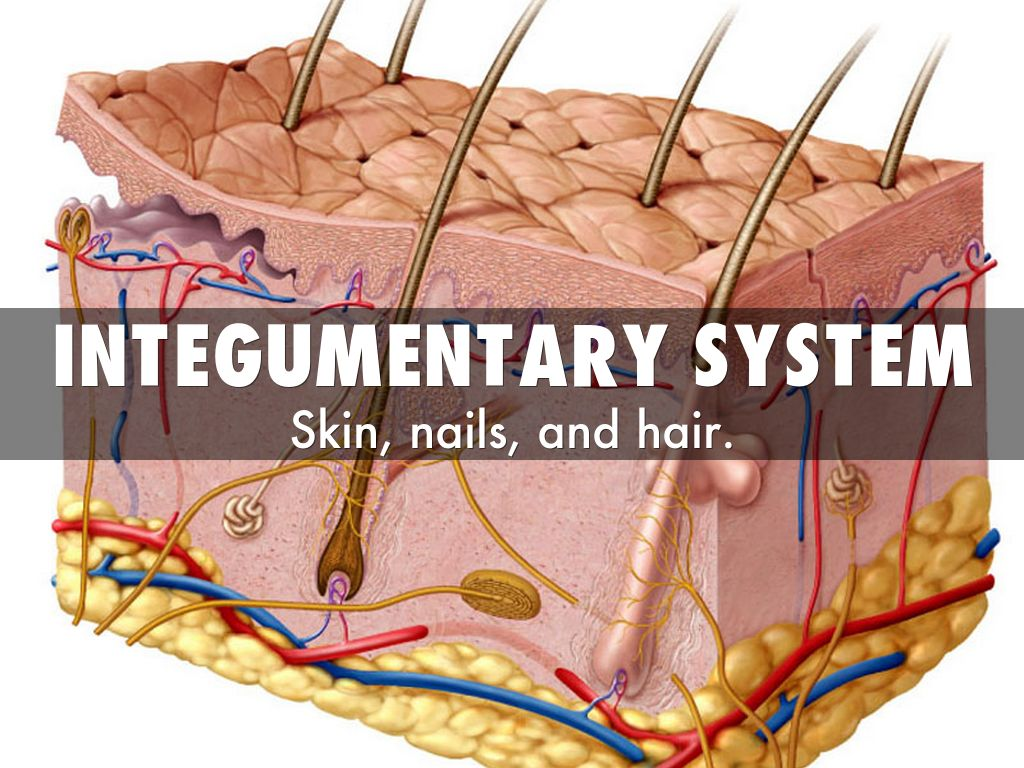 INTEGUMENTARY SYSTEM
Skin, nails, and hair.